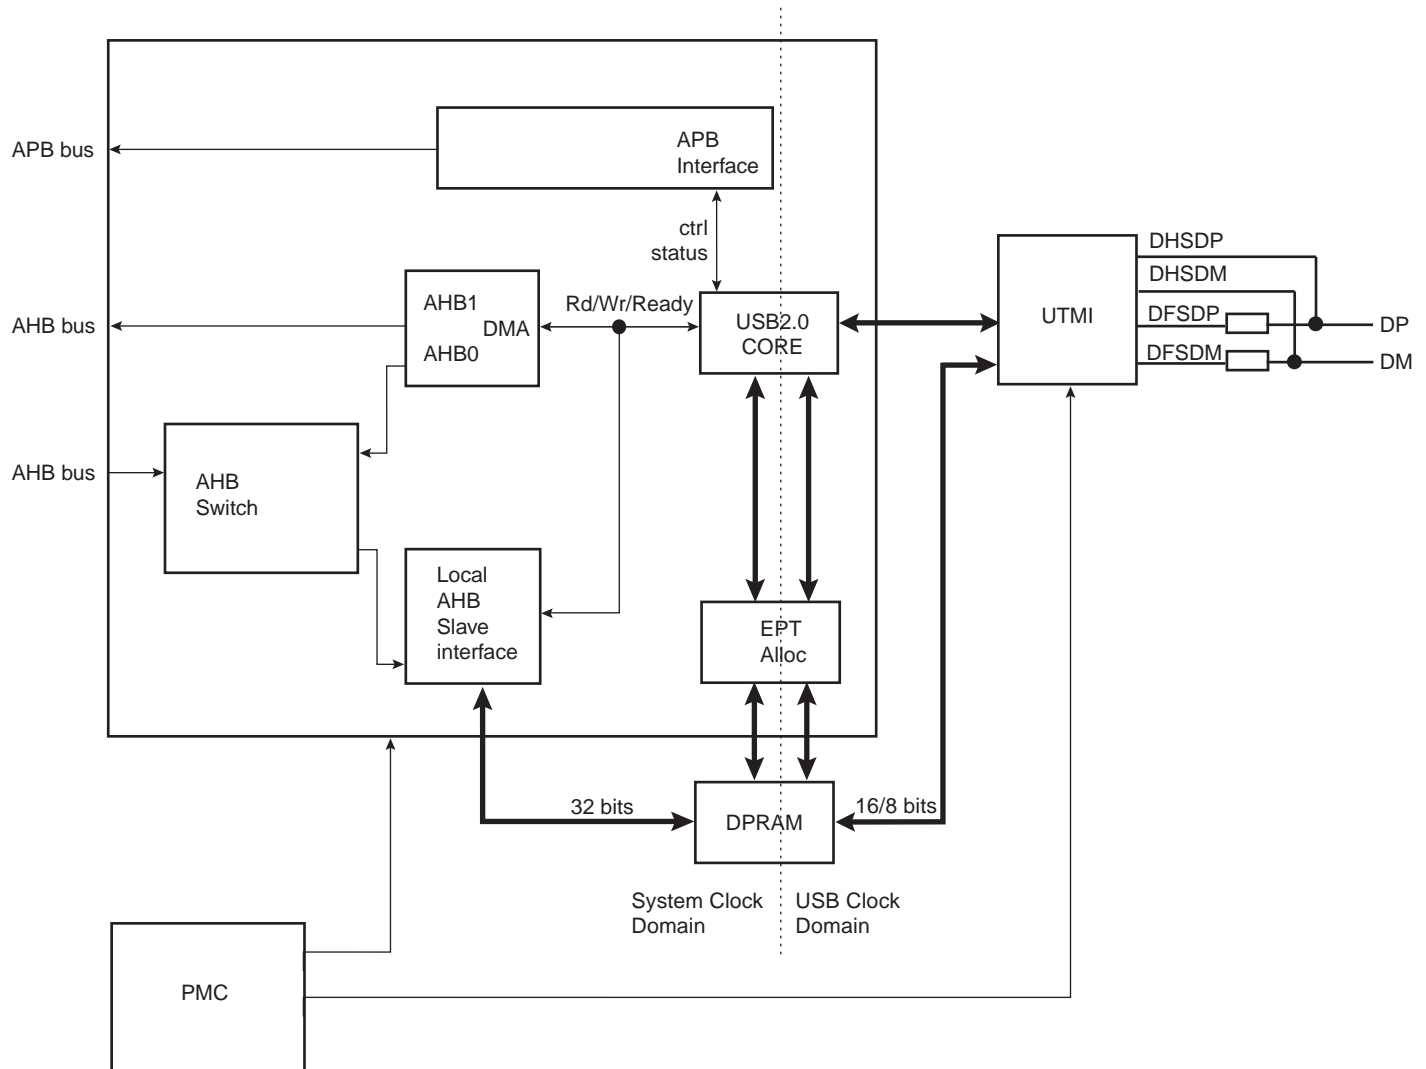 APB bus
APB
Interface
ctrl
status
DHSDP
DHSDM
DFSDP
DFSDM
UTMI
DP
DM
AHB bus
AHB1
DMA
AHB0
Rd/Wr/Ready
USB2.0
CORE
AHB bus
AHB
Switch
Local
AHB
Slave
interface
EPT
Alloc
32 bits
DPRAM
16/8 bits
System Clock
Domain
USB Clock
Domain
PMC